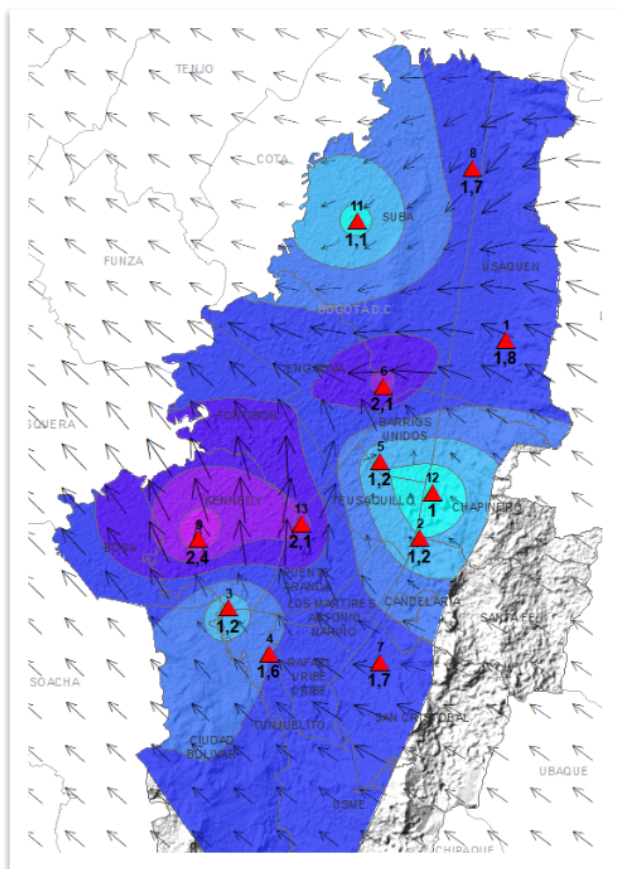 TENJO
COTA
8
1,7
11
SUBA
1,1
FUNZA
USAQUEN
BOGOTA D.C
1
1,8
ENGATIVA
6
2,1
FONTIBON
BARRIOS
UNIDOS
5
1,2
TEUSAQUILLO
12
1
CHAPINERO
KENNEDY
13
2,1
9
2,4
BOSA
2
1,2
PUENTE
ARANDA
CANDELARIA
LOS MARTIRES
ANTONIO
NARIÑO
SANTA FE
3
1,2
4
1,6
RAFAEL
URIBE
URIBE
7
1,7
SOACHA
TUNJUELITO
SAN CRISTOBAL
CIUDAD
BOLIVAR
UBAQUE
USME
CHIPAQUE